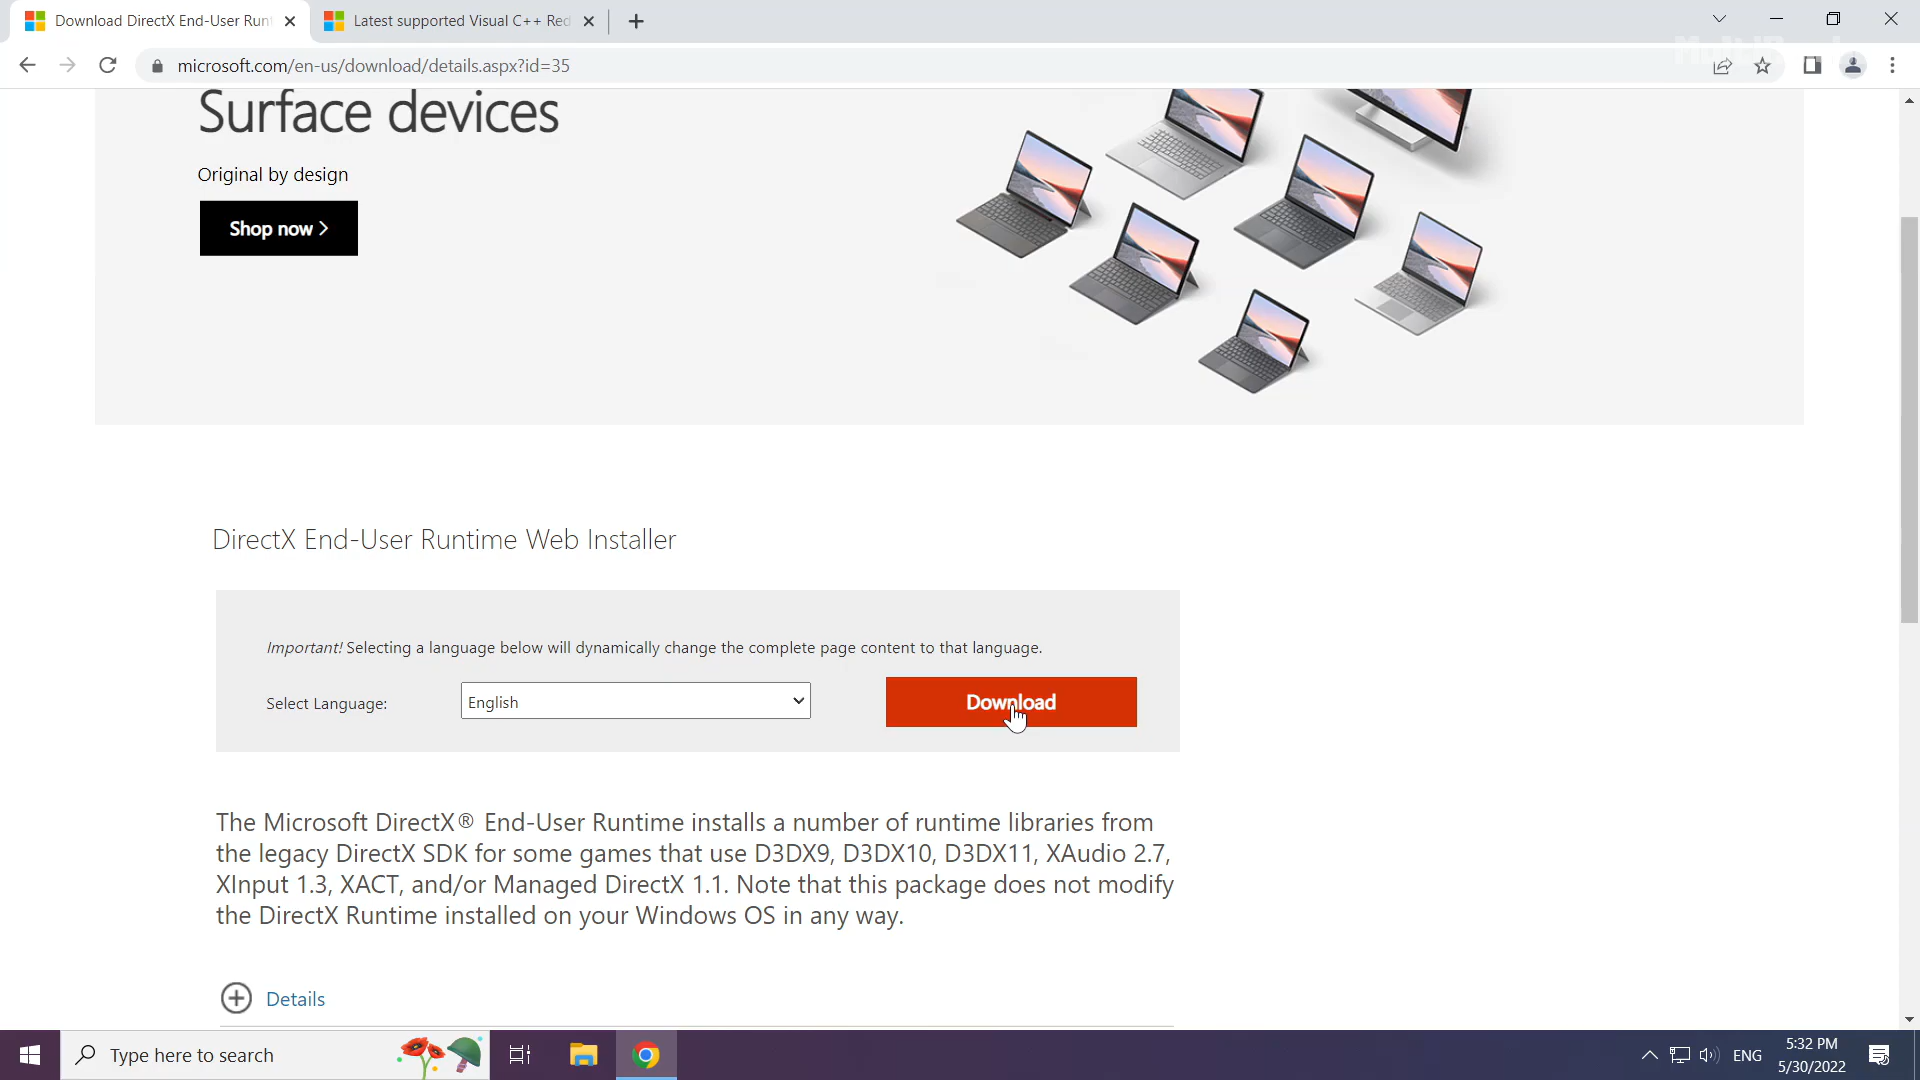 Download DirectX End-User Runt
Latest supported Visual C++ Red
microsoft.com/en-us/download/details.aspx?id=35
Surface devices
Original by design
Shop now
DirectX End-User Runtime Web Installer
Important! Selecting a language below will dynamically change the complete page content to that language.
Select Language:
English
Download
The Microsoft DirectX® End-User Runtime installs a number of runtime libraries from
the legacy DirectX SDK for some games that use D3DX9, D3DX10, D3DX11, XAudio 2.7,
XInput 1.3, XACT, and/or Managed DirectX 1.1. Note that this package does not modify
the DirectX Runtime installed on your Windows OS in any way.
Details
Type here to search
ENG
5:32 PM
5/30/2022